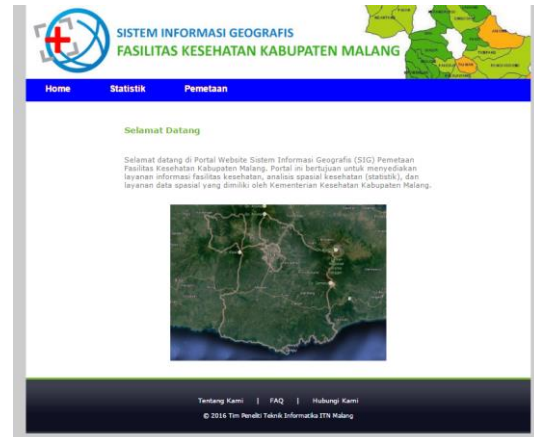 SISTEM INFORMASI GEOGRAFIS
FASILITAS KESEHATAN KABUPATEN MALANG
Home Statistik Pemetaan
Selamat Datang
Selamat datang di Portal Website Sistem Informasi Geografis (SIG) Pemetaan
Fasilitas Kesehatan Kabupaten Malang. Portal ini bertujuan untuk menyediakan
layanan informasi fasilitas kesehatan, analisis spasial kesehatan (statistik), dan
layanan data spasial yang dimiliki oleh Kementerian Kesehatan Kabupaten Malang.
Tentang Kami | FAQ | Hubungi Kami
© 2016 Tim Peneliti Teknik Informatika ITN Malang